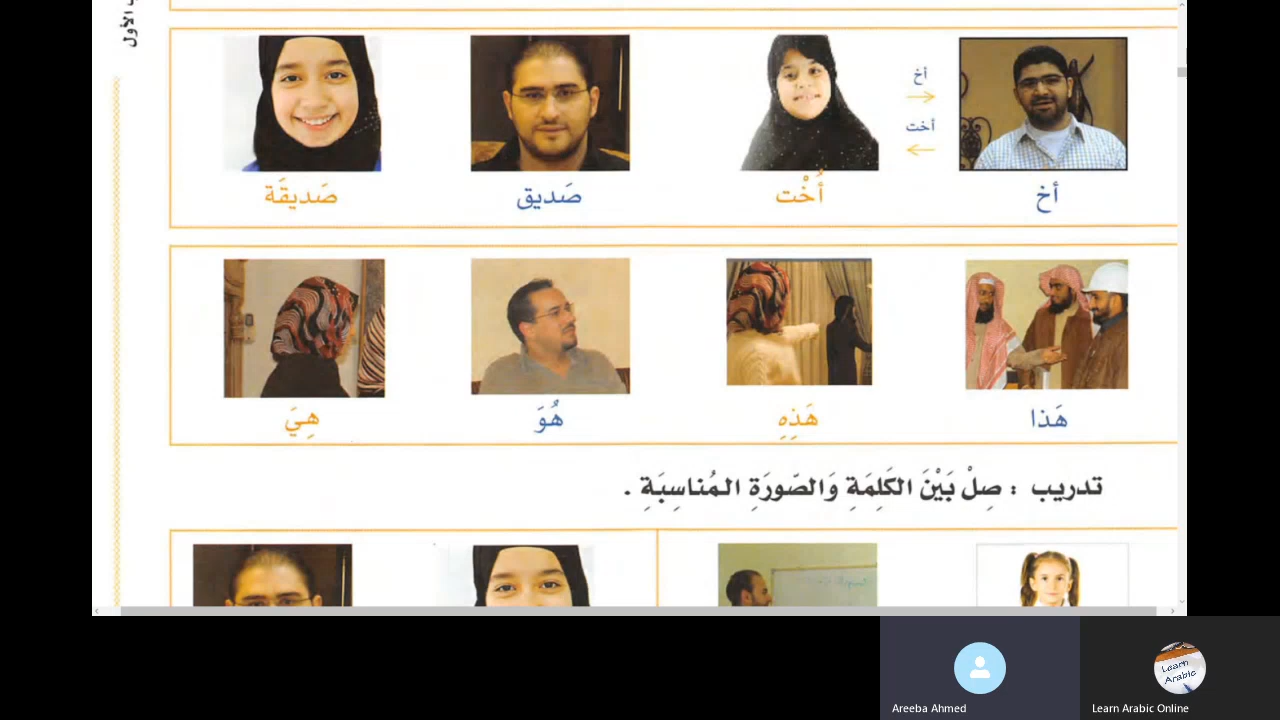 ب الأول
أخ
أخت
أخ أُخْت صَديق صَديقَة
هَذا هَذِهِ هُوَ هِيَ
تدريب : صِلْ بَيْنَ الكَلِمَةِ وَالصّورَةِ المُناسِبَةِ .
Areeba Ahmed
Learn Arabic
Learn Arabic Online